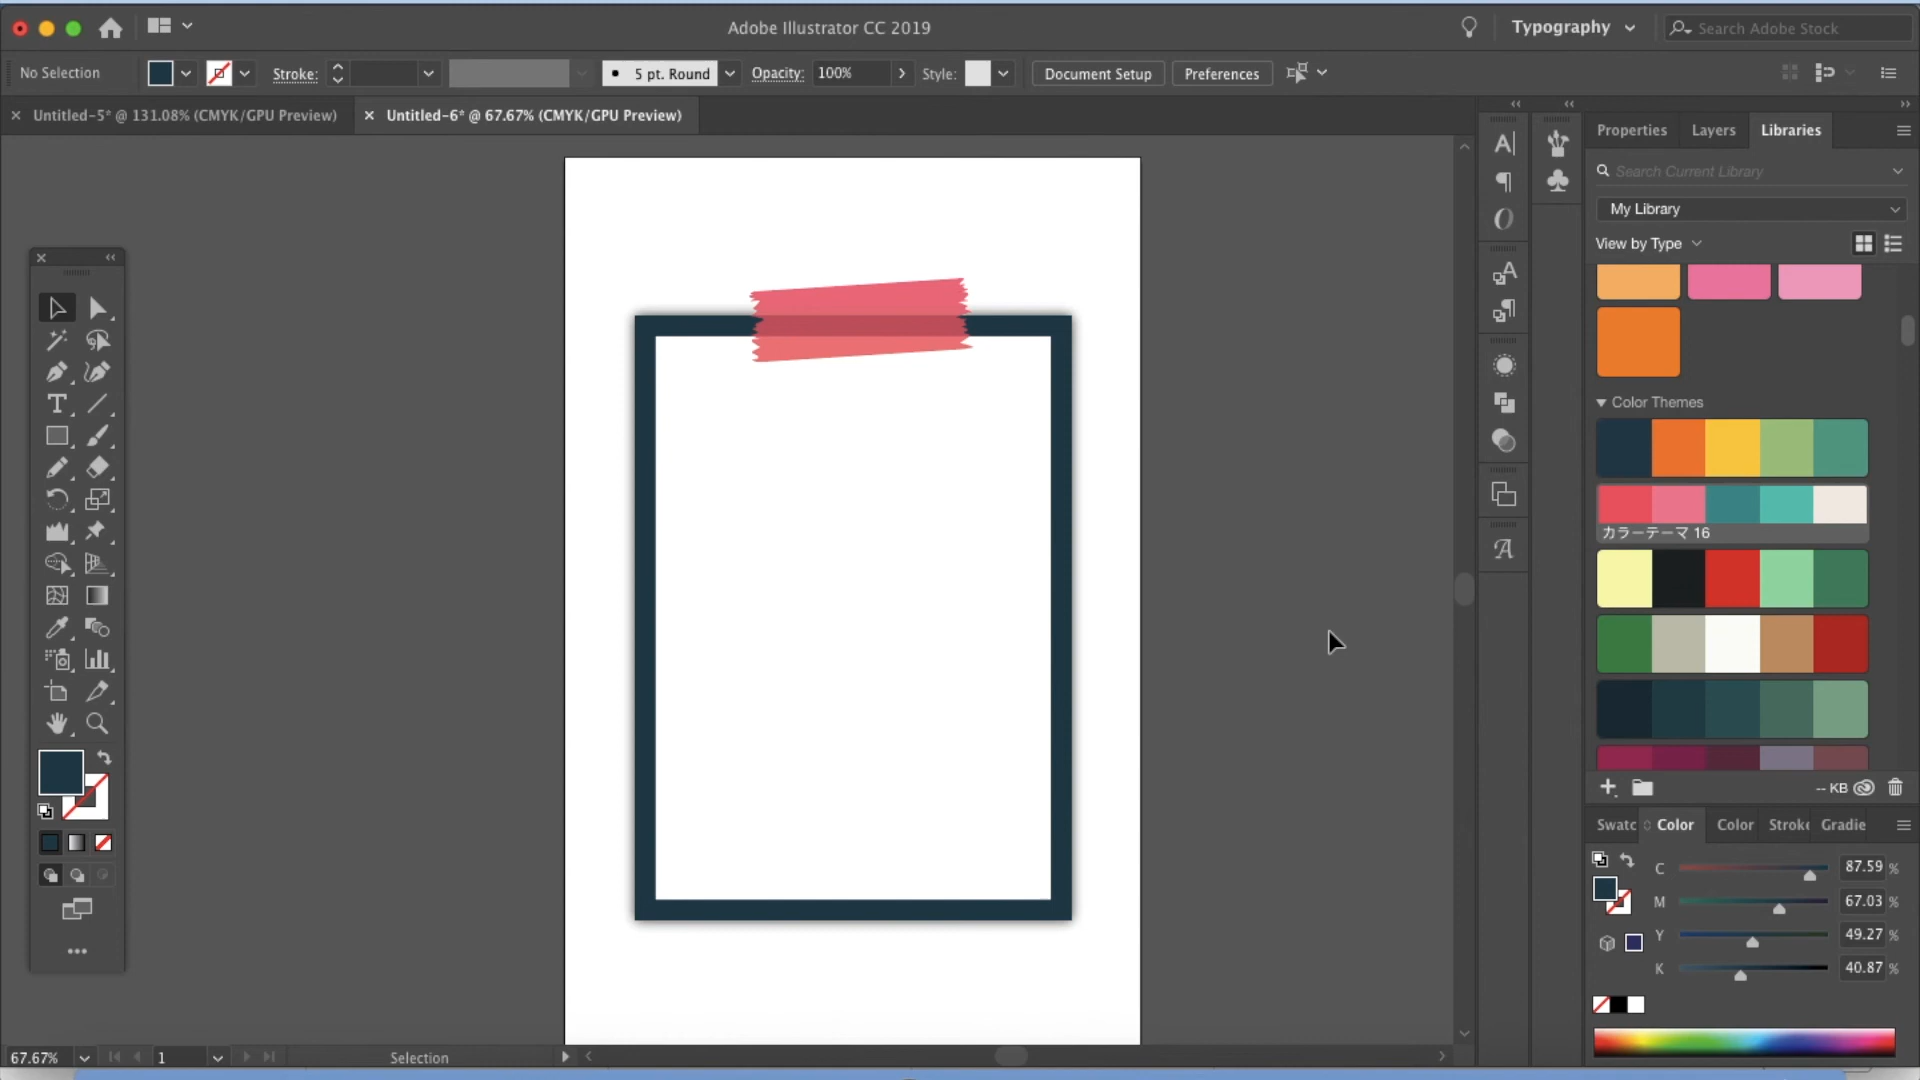 Adobe Illustrator CC 2019
Typography
Search Adobe Stock
No Selection
Stroke:
5 pt. Round
Opacity: 100%
Style:
Document Setup
Preferences
Untitled-5* @ 131.08% (CMYK/GPU Preview)
Untitled-6* @ 67.67% (CMYK/GPU Preview)
Properties
Layers
Libraries
Search Current Library
My Library
View by Type
Color Themes
カラーテーマ 16
-- KB
Swatc
Color
Color
Stroke
Gradie
C 87.59 %
M 67.03 %
Y 49.27 %
K 40.87 %
67.67%
1
Selection